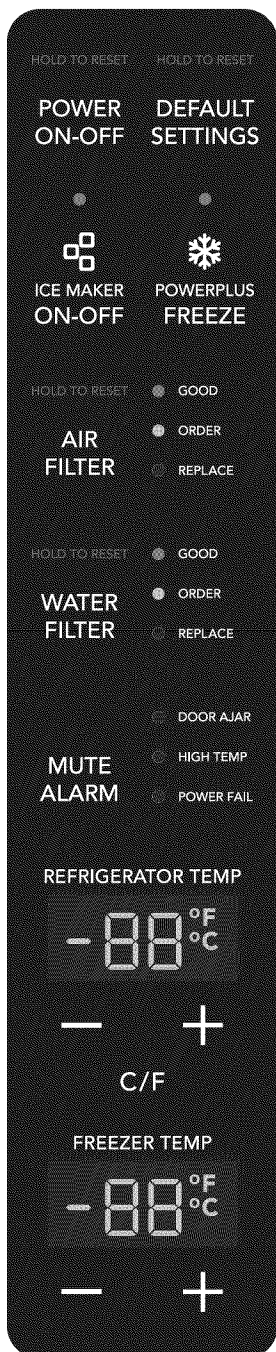 HOLD TO RESET HOLD TO RESET
POWER DEFAULT
ON-OFF SETTINGS
ICE MAKER POWERPLUS
ON-OFF FREEZE
HOLD TO RESET GOOD
AIR ORDER
FILTER REPLACE
HOLD TO RESET GOOD
WATER ORDER
FILTER REPLACE
DOOR AJAR
MUTE HIGH TEMP
ALARM POWER FAIL
REFRIGERATOR TEMP
-88 °F
°C
− +
C/F
FREEZER TEMP
-88 °F
°C
− +